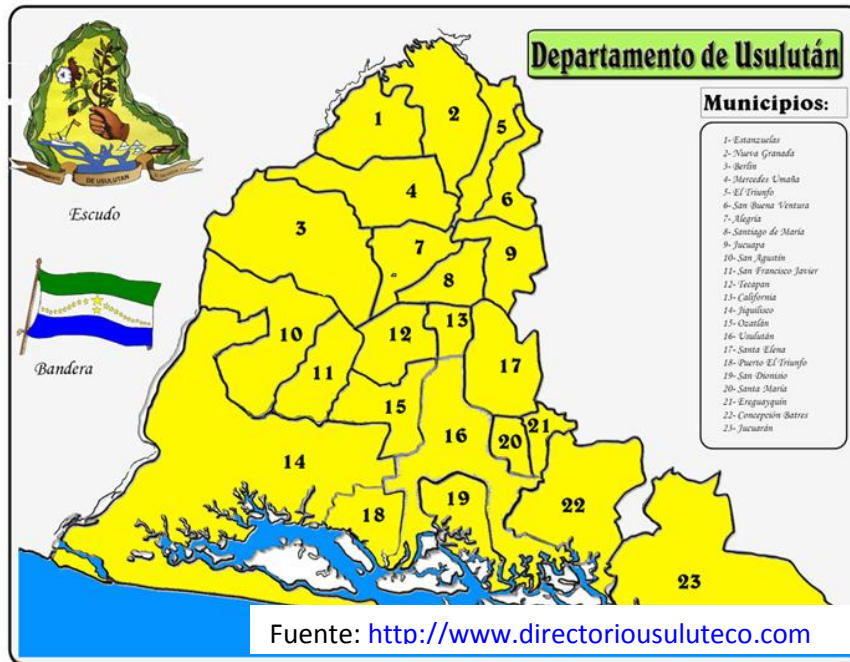 Departamento de Usulután
Municipios:
1- Estanzuelas
2- Nueva Granada
3- Berlín
4- Mercedes Umaña
5- El Triunfo
6- San Buena Ventura
7- Alegría
8- Santiago de María
9- Jucuapa
10- San Agustín
11- San Francisco Javier
12- Tecapan
13- California
14- Jiquilisco
15- Ozatlán
16- Usulután
17- Santa Elena
18- Puerto El Triunfo
19- San Dionisio
20- Santa María
21- Ereguayquín
22- Concepción Batres
23- Jucuarán
DE USULUTAN
Escudo
Bandera
1
2
5
4
6
3
7
9
8
10
12
13
11
17
15
16
20
21
14
18
19
22
23
Fuente: http://www.directoriousuluteco.com